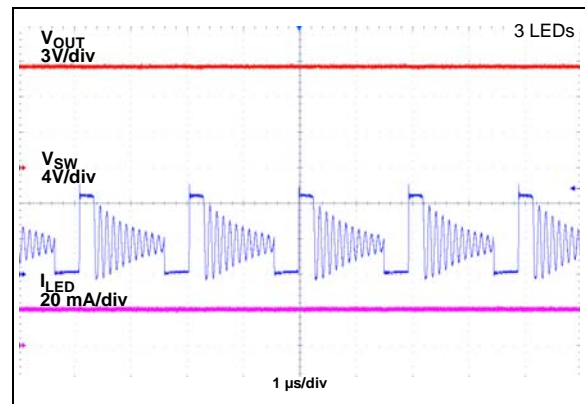 3 LEDs
VOUT
3V/div
VSW
4V/div
ILED
20 mA/div
1 µs/div